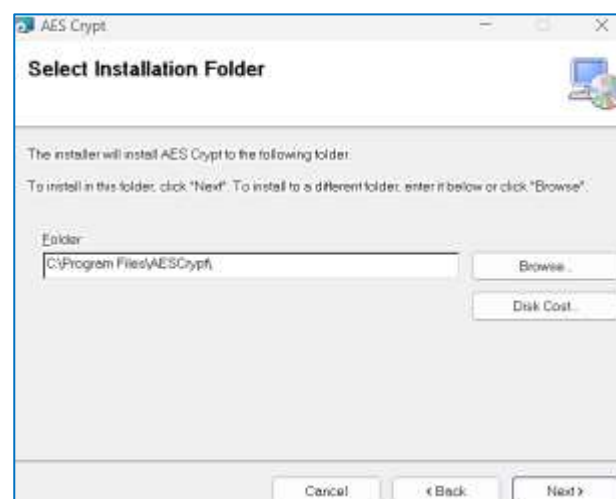 AES Crypt
Select Installation Folder
The installer will install AES Crypt to the following folder.
To install in this folder, click "Next". To install to a different folder, enter it below or click "Browse".
Folder
C:\Program Files\AESCrypt\
Browse...
Disk Cost...
Cancel
< Back
Next >